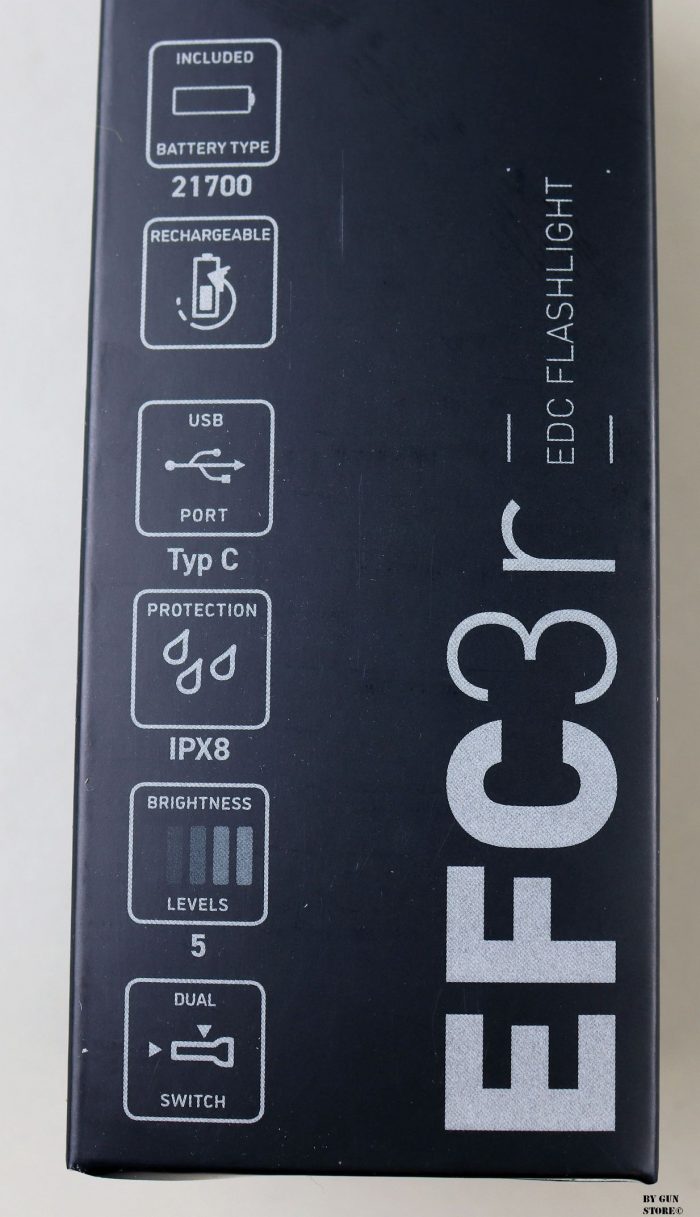 INCLUDED
BATTERY TYPE
21700
RECHARGEABLE
USB
PORT
Typ C
PROTECTION
IPX8
BRIGHTNESS
LEVELS
5
DUAL
SWITCH
EFC3r
EDC FLASHLIGHT
BY GUN
STORE©